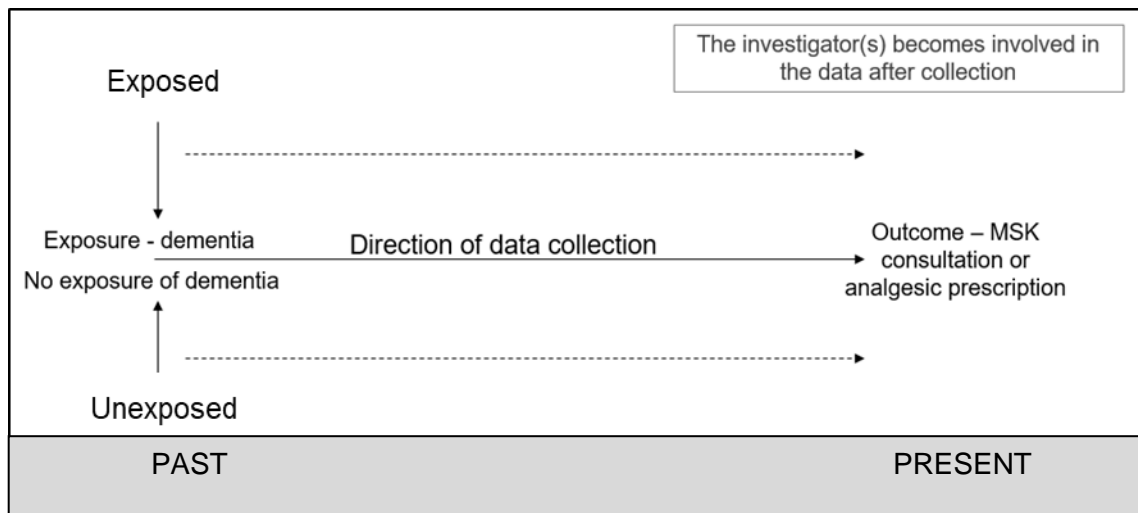 The investigator(s) becomes involved in
the data after collection
Exposed
Exposure - dementia
No exposure of dementia
Direction of data collection
Outcome – MSK
consultation or
analgesic prescription
Unexposed
PAST
PRESENT